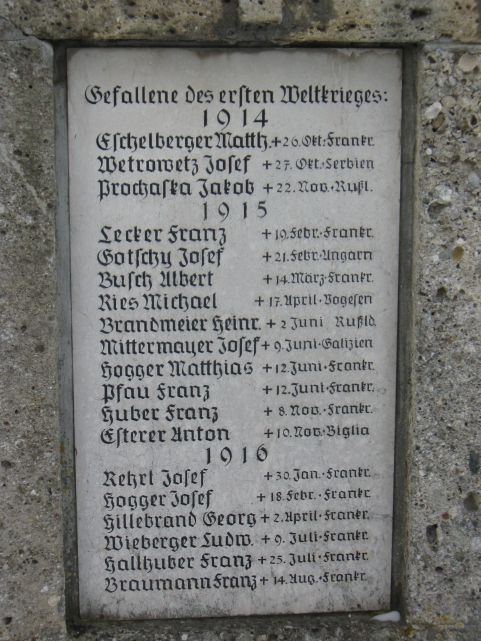 Gefallene des ersten Weltkrieges:
1914
Eschelberger Matth. +26. Okt. Frankr.
Wetrowetz Josef +27. Okt. Serbien
Prochaska Jakob +22. Nov. Rußl.
1915
Lecker Franz +19. Febr. Frankr.
Gotschy Josef +21. Febr. Ungarn
Busch Albert +14. März Frankr.
Ries Michael +17. April Vogesen
Brandmeier Heinr. +2 Juni Rußld.
Mittermayer Josef +9. Juni Galizien
Hogger Matthias +12. Juni Frankr.
Pfau Franz +12. Juni Frankr.
Huber Franz +8. Nov. Frankr.
Esterer Anton +10. Nov. Biglia
1916
Rehrl Josef +30. Jan. Frankr.
Hogger Josef +18. Febr. Frankr.
Hillebrand Georg +2. April Frankr.
Wieberger Ludw. +9. Juli Frankr.
Hallhuber Franz +25. Juli Frankr.
Braumann Franz +14. Aug. Frankr.